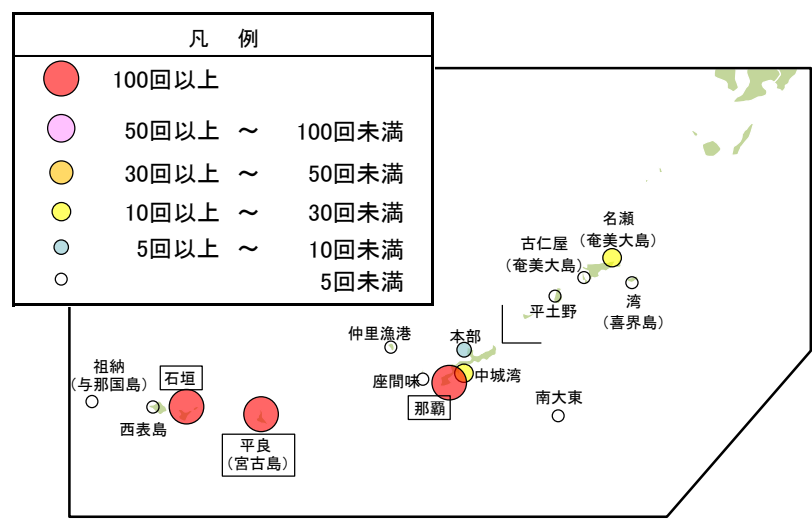 凡　例
100回以上
50回以上 ～ 100回未満
30回以上 ～ 50回未満
10回以上 ～ 30回未満
5回以上 ～ 10回未満
5回未満
名瀬
（奄美大島）
古仁屋
（奄美大島）
湾
（喜界島）
平土野
仲里漁港
本部
座間味
中城湾
那覇
南大東
祖納
（与那国島）
石垣
西表島
平良
（宮古島）